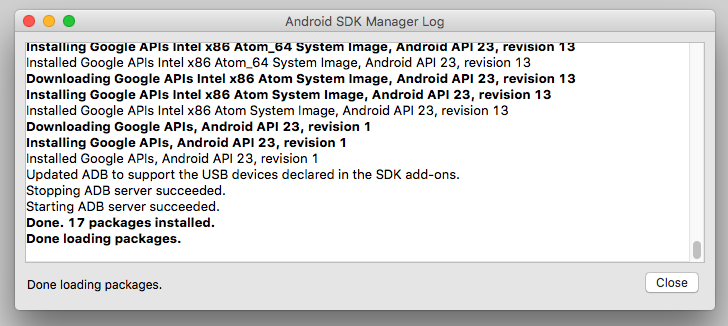 Android SDK Manager Log
Installing Google APIs Intel x86 Atom_64 System Image, Android API 23, revision 13
Installed Google APIs Intel x86 Atom_64 System Image, Android API 23, revision 13
Downloading Google APIs Intel x86 Atom System Image, Android API 23, revision 13
Installing Google APIs Intel x86 Atom System Image, Android API 23, revision 13
Installed Google APIs Intel x86 Atom System Image, Android API 23, revision 13
Downloading Google APIs, Android API 23, revision 1
Installing Google APIs, Android API 23, revision 1
Installed Google APIs, Android API 23, revision 1
Updated ADB to support the USB devices declared in the SDK add-ons.
Stopping ADB server succeeded.
Starting ADB server succeeded.
Done. 17 packages installed.
Done loading packages.
Done loading packages.
Close